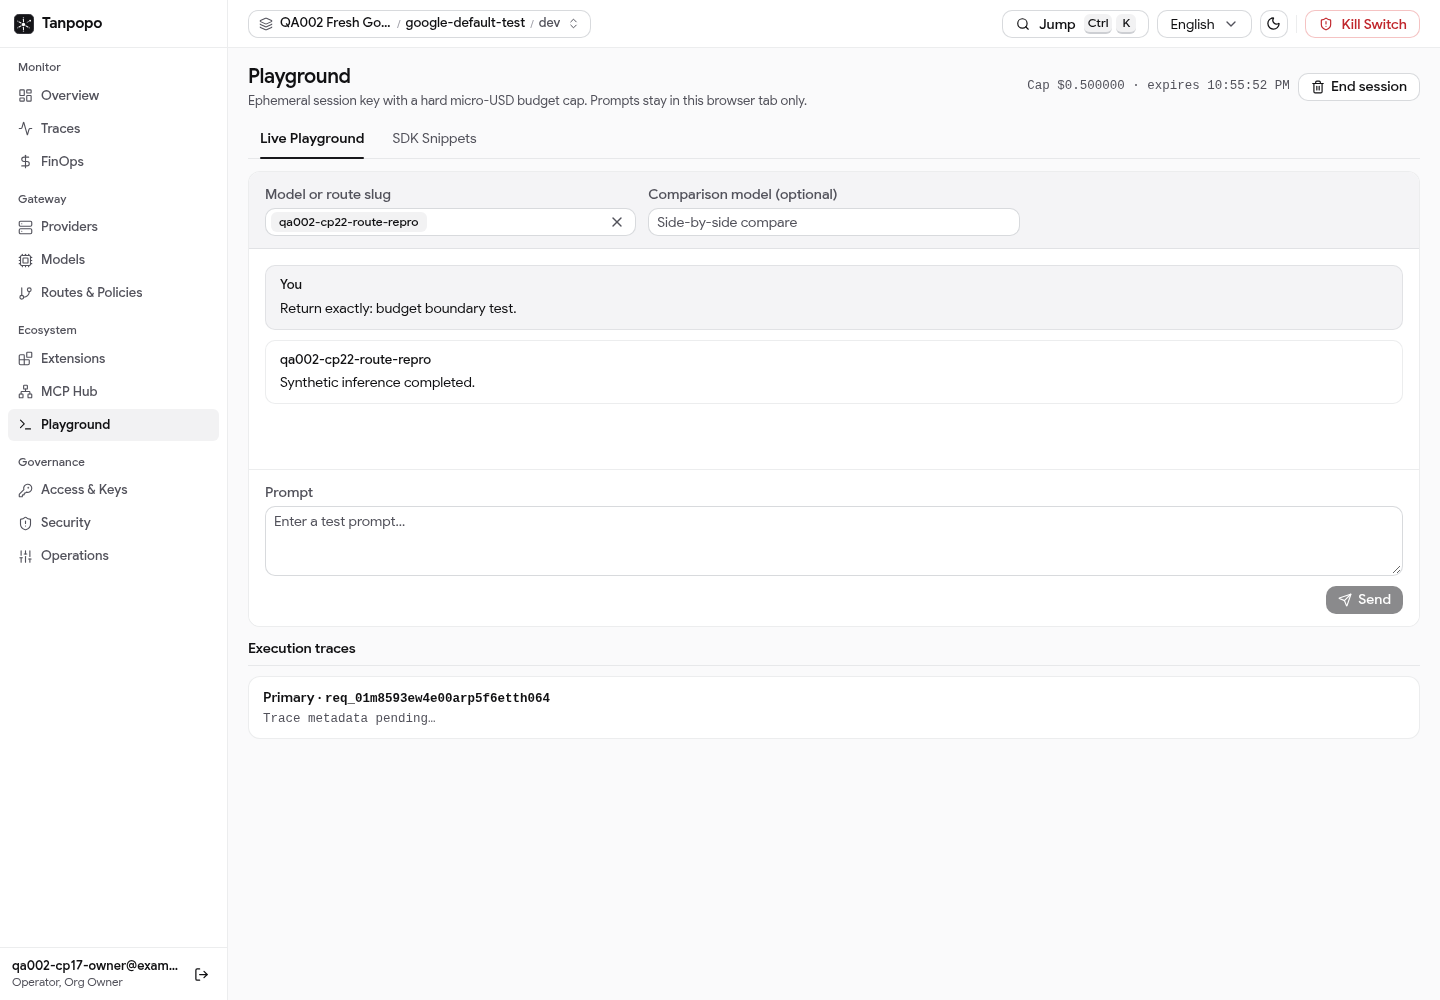 Tanpopo
QA002 Fresh Go... / google-default-test / dev
Jump Ctrl K
English
Kill Switch
Monitor
Overview
Traces
FinOps
Gateway
Providers
Models
Routes & Policies
Ecosystem
Extensions
MCP Hub
Playground
Governance
Access & Keys
Security
Operations
qa002-cp17-owner@exam...
Operator, Org Owner
Playground
Ephemeral session key with a hard micro-USD budget cap. Prompts stay in this browser tab only.
Cap $0.500000 · expires 10:55:52 PM
End session
Live Playground
SDK Snippets
Model or route slug
qa002-cp22-route-repro
Comparison model (optional)
Side-by-side compare
You
Return exactly: budget boundary test.
qa002-cp22-route-repro
Synthetic inference completed.
Prompt
Enter a test prompt...
Send
Execution traces
Primary · req_01m8593ew4e00arp5f6etth064
Trace metadata pending…